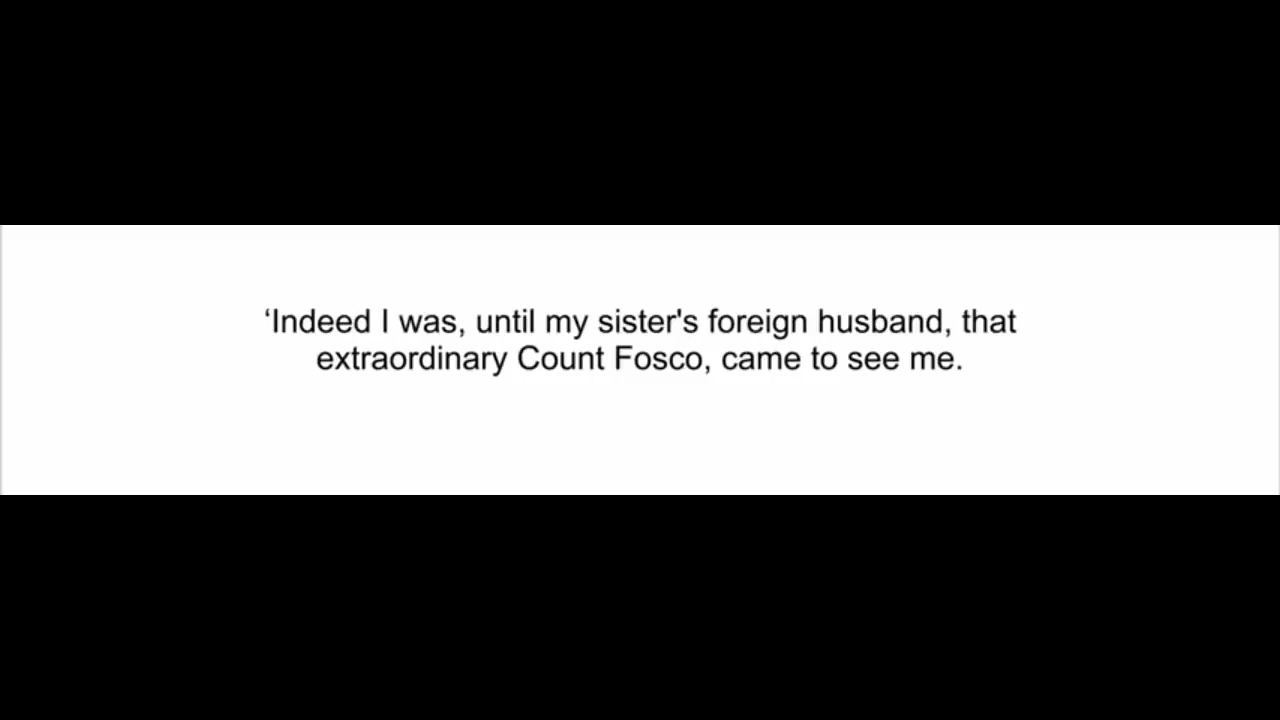 ‘Indeed I was, until my sister's foreign husband, that
extraordinary Count Fosco, came to see me.